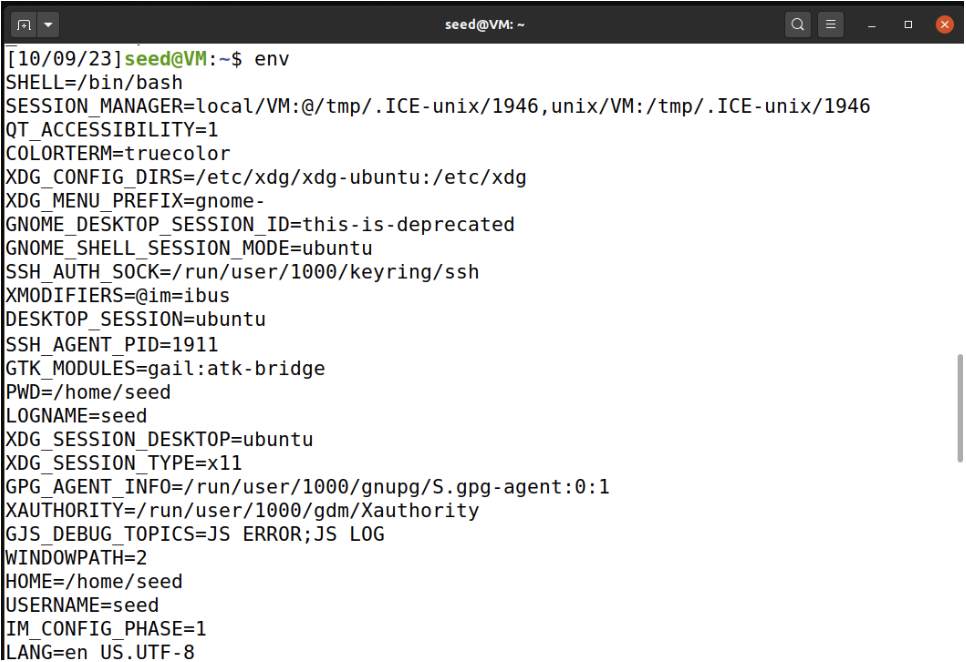 seed@VM: ~
[10/09/23]seed@VM:~$ env
SHELL=/bin/bash
SESSION_MANAGER=local/VM:@/tmp/.ICE-unix/1946,unix/VM:/tmp/.ICE-unix/1946
QT_ACCESSIBILITY=1
COLORTERM=truecolor
XDG_CONFIG_DIRS=/etc/xdg/xdg-ubuntu:/etc/xdg
XDG_MENU_PREFIX=gnome-
GNOME_DESKTOP_SESSION_ID=this-is-deprecated
GNOME_SHELL_SESSION_MODE=ubuntu
SSH_AUTH_SOCK=/run/user/1000/keyring/ssh
XMODIFIERS=@im=ibus
DESKTOP_SESSION=ubuntu
SSH_AGENT_PID=1911
GTK_MODULES=gail:atk-bridge
PWD=/home/seed
LOGNAME=seed
XDG_SESSION_DESKTOP=ubuntu
XDG_SESSION_TYPE=x11
GPG_AGENT_INFO=/run/user/1000/gnupg/S.gpg-agent:0:1
XAUTHORITY=/run/user/1000/gdm/Xauthority
GJS_DEBUG_TOPICS=JS ERROR;JS LOG
WINDOWPATH=2
HOME=/home/seed
USERNAME=seed
IM_CONFIG_PHASE=1
LANG=en_US.UTF-8